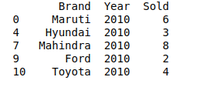 Brand Year Sold
0 Maruti 2010 6
4 Hyundai 2010 3
7 Mahindra 2010 8
9 Ford 2010 2
10 Toyota 2010 4